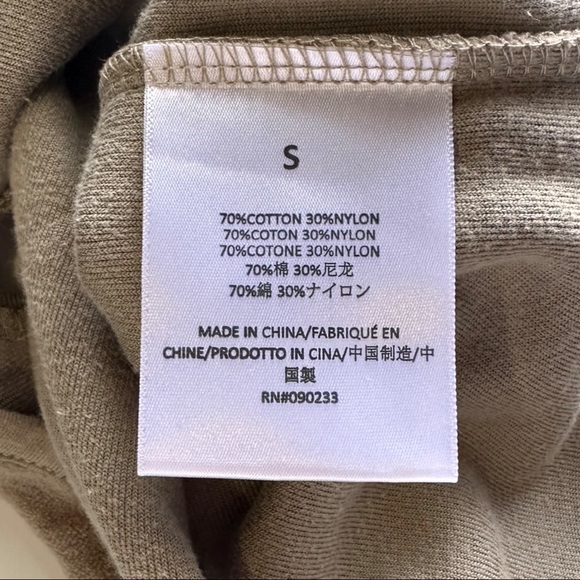 S
70%COTTON 30%NYLON
70%COTON 30%NYLON
70%COTONE 30%NYLON
70%棉 30%尼龙
70%綿 30%ナイロン
MADE IN CHINA/FABRIQUÉ EN
CHINE/PRODOTTO IN CINA/中国制造/中
国製
RN#090233